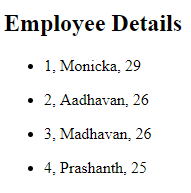 Employee Details
• 1, Monicka, 29
• 2, Aadhavan, 26
• 3, Madhavan, 26
• 4, Prashanth, 25